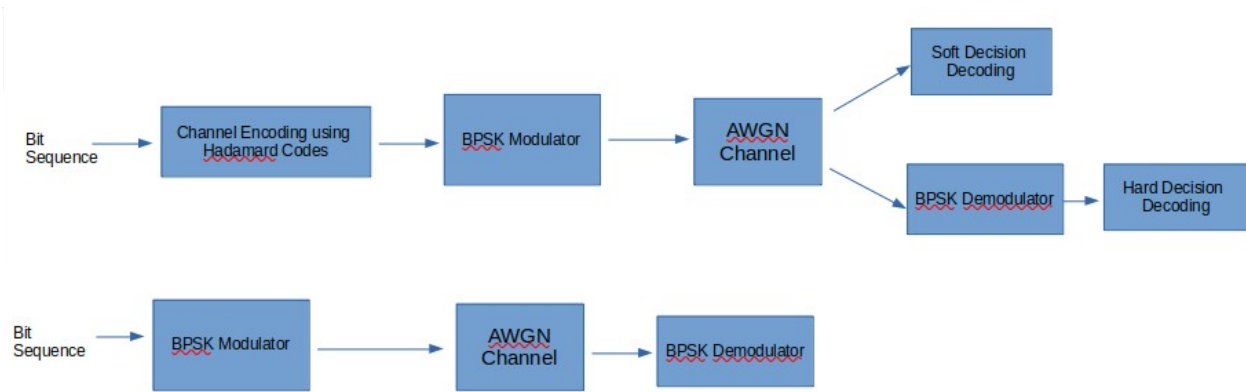 Bit
Sequence
Channel Encoding using
Hadamard Codes
BPSK Modulator
AWGN
Channel
Soft Decision
Decoding
BPSK Demodulator
Hard Decision
Decoding
Bit
Sequence
BPSK Modulator
AWGN
Channel
BPSK Demodulator